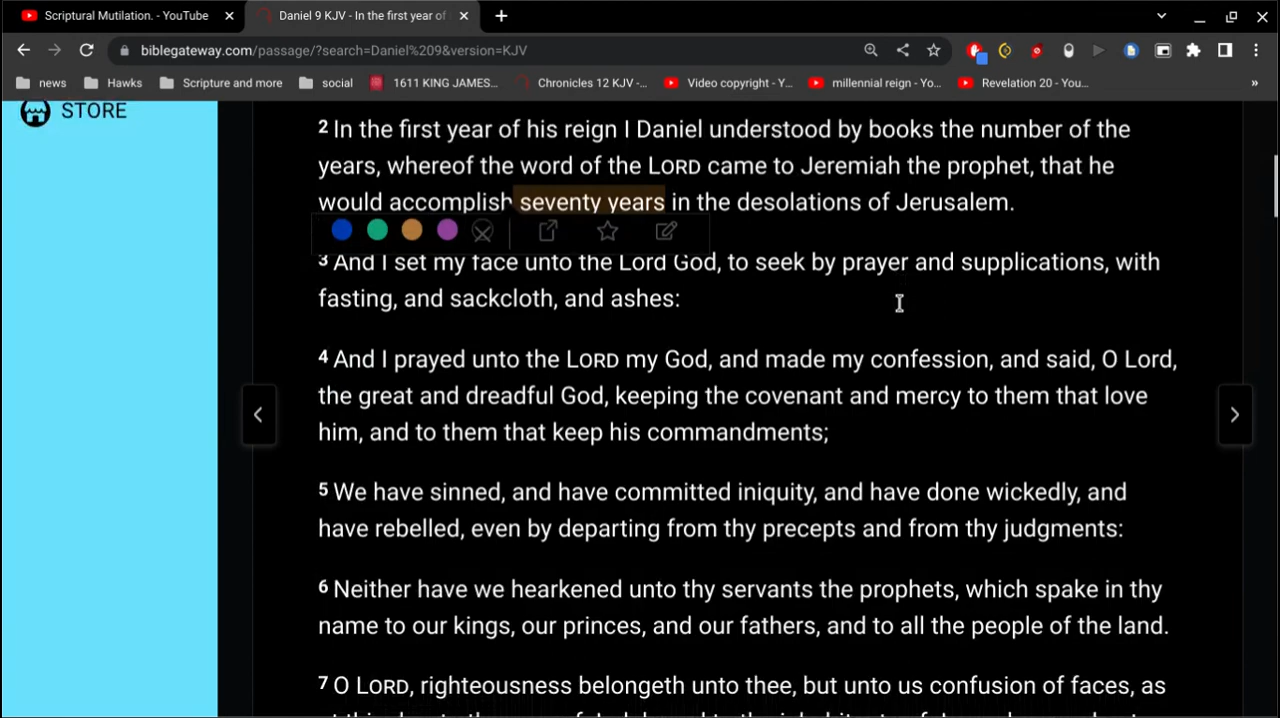 Scriptural Mutilation. - YouTube
Daniel 9 KJV - In the first year of
biblegateway.com/passage/?search=Daniel%209&version=KJV
news Hawks Scripture and more social 1611 KING JAMES... Chronicles 12 KJV -... Video copyright - Y... millennial reign - Yo... Revelation 20 - You... »
STORE
2 In the first year of his reign I Daniel understood by books the number of the
years, whereof the word of the LORD came to Jeremiah the prophet, that he
would accomplish seventy years in the desolations of Jerusalem.
3 And I set my face unto the Lord God, to seek by prayer and supplications, with
fasting, and sackcloth, and ashes:
4 And I prayed unto the LORD my God, and made my confession, and said, O Lord,
the great and dreadful God, keeping the covenant and mercy to them that love
him, and to them that keep his commandments;
5 We have sinned, and have committed iniquity, and have done wickedly, and
have rebelled, even by departing from thy precepts and from thy judgments:
6 Neither have we hearkened unto thy servants the prophets, which spake in thy
name to our kings, our princes, and our fathers, and to all the people of the land.
7 O LORD, righteousness belongeth unto thee, but unto us confusion of faces, as